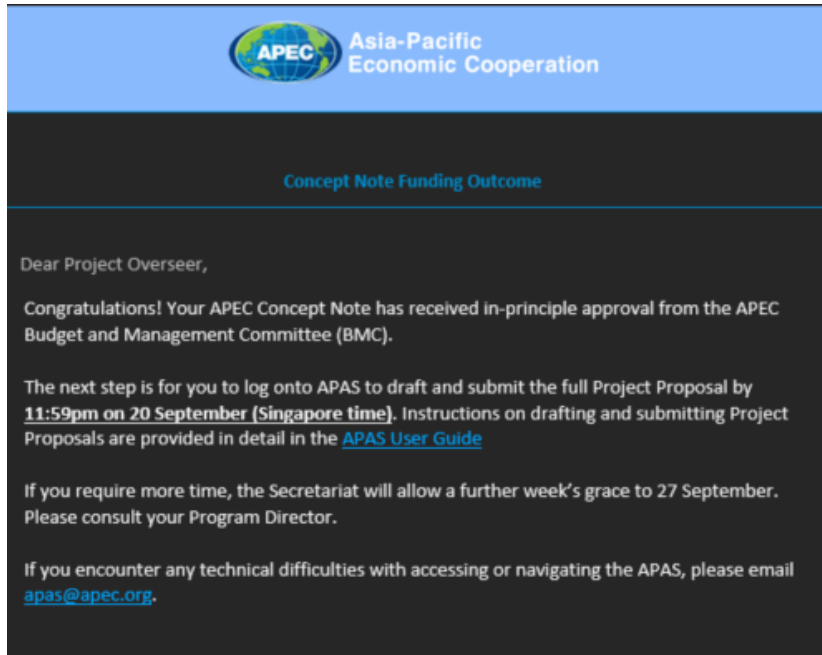 APEC
Asia-Pacific
Economic Cooperation
Concept Note Funding Outcome
Dear Project Overseer,
Congratulations! Your APEC Concept Note has received in-principle approval from the APEC
Budget and Management Committee (BMC).
The next step is for you to log onto APAS to draft and submit the full Project Proposal by
11:59pm on 20 September (Singapore time). Instructions on drafting and submitting Project
Proposals are provided in detail in the APAS User Guide
If you require more time, the Secretariat will allow a further week's grace to 27 September.
Please consult your Program Director.
If you encounter any technical difficulties with accessing or navigating the APAS, please email
apas@apec.org.